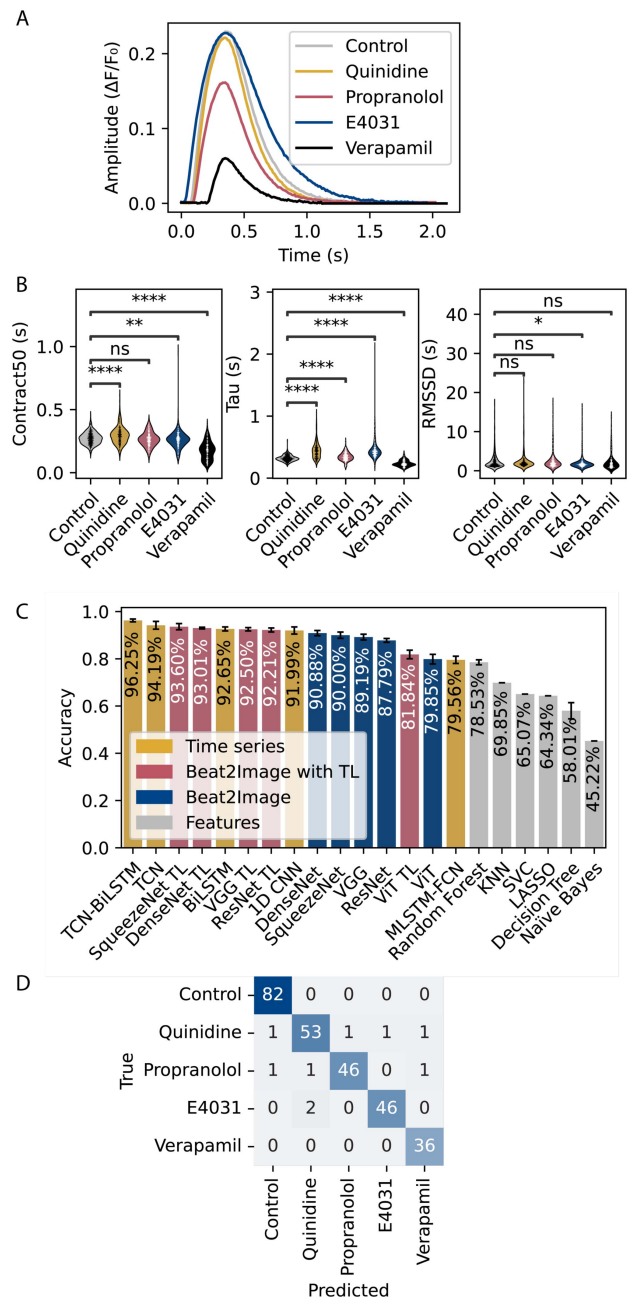 A
Amplitude (ΔF/F₀)
0.2
0.1
0.0
0.0 0.5 1.0 1.5 2.0
Time (s)
Control
Quinidine
Propranolol
E4031
Verapamil
B
Contract50 (s)
1.0
0.5
0.0
****
**
ns
****
Control
Quinidine
Propranolol
E4031
Verapamil
Tau (s)
3
2
1
0
****
****
****
****
Control
Quinidine
Propranolol
E4031
Verapamil
RMSSD (s)
40
30
20
10
0
ns
*
ns
ns
Control
Quinidine
Propranolol
E4031
Verapamil
C
Accuracy
1.0
0.8
0.6
0.4
0.2
0.0
96.25%
94.19%
93.60%
93.01%
92.65%
92.50%
92.21%
91.99%
90.88%
90.00%
89.19%
87.79%
81.84%
79.85%
79.56%
78.53%
69.85%
65.07%
64.34%
58.01%
45.22%
Time series
Beat2Image with TL
Beat2Image
Features
TCN-BiLSTM
TCN
SqueezeNet TL
DenseNet TL
BiLSTM
VGG TL
ResNet TL
1D CNN
DenseNet
SqueezeNet
VGG
ResNet
ViT TL
ViT
MLSTM-FCN
Random Forest
KNN
SVC
LASSO
Decision Tree
Naive Bayes
D
True
Control 82 0 0 0 0
Quinidine 1 53 1 1 1
Propranolol 1 1 46 0 1
E4031 0 2 0 46 0
Verapamil 0 0 0 0 36
Control
Quinidine
Propranolol
E4031
Verapamil
Predicted